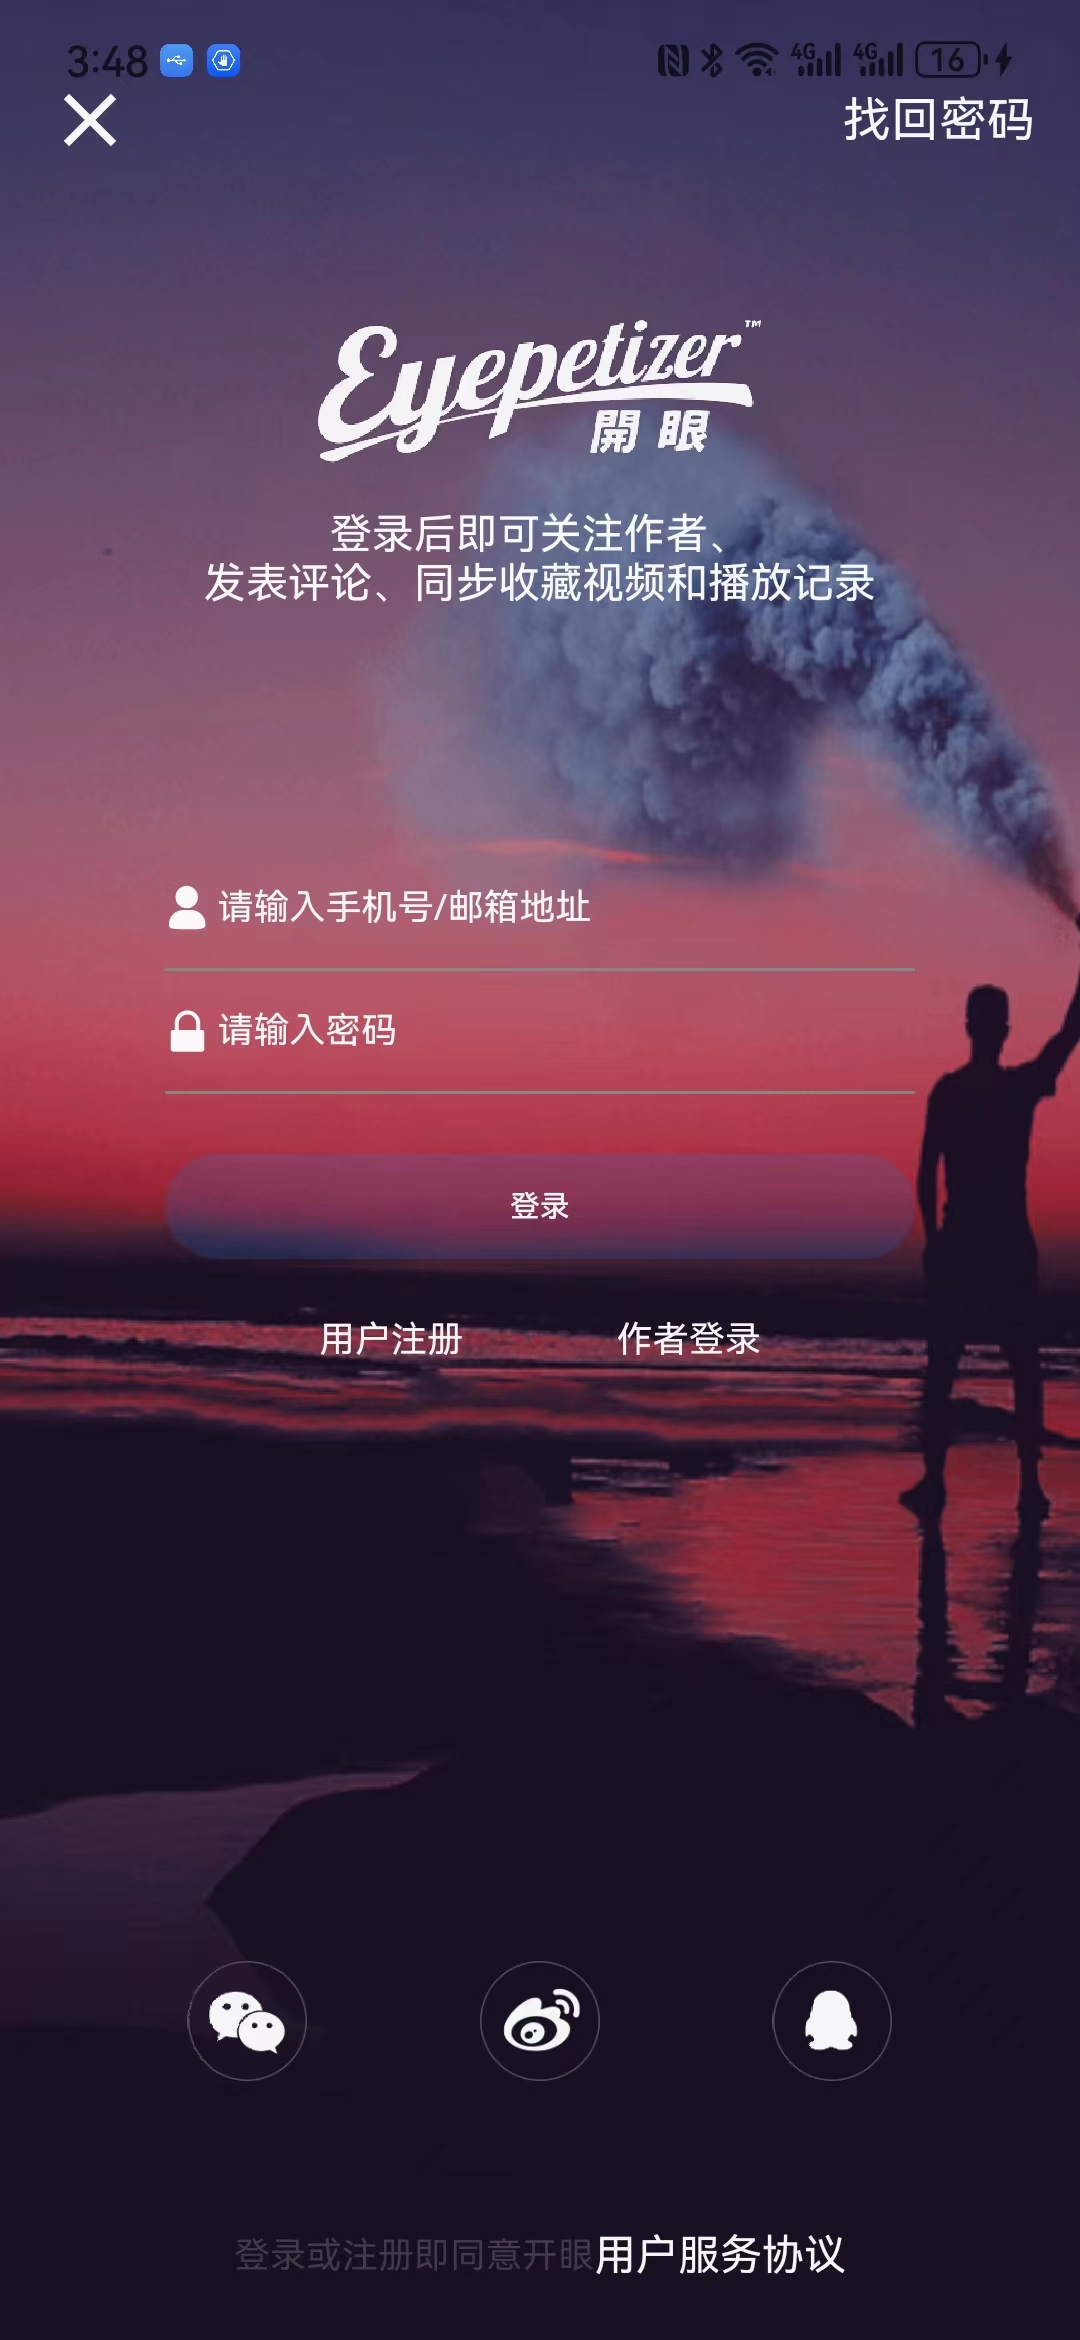 3:48
4G 4G 16
找回密码
Eyepetizer™
開眼
登录后即可关注作者、
发表评论、同步收藏视频和播放记录
请输入手机号/邮箱地址
请输入密码
登录
用户注册 作者登录
登录或注册即同意开眼用户服务协议